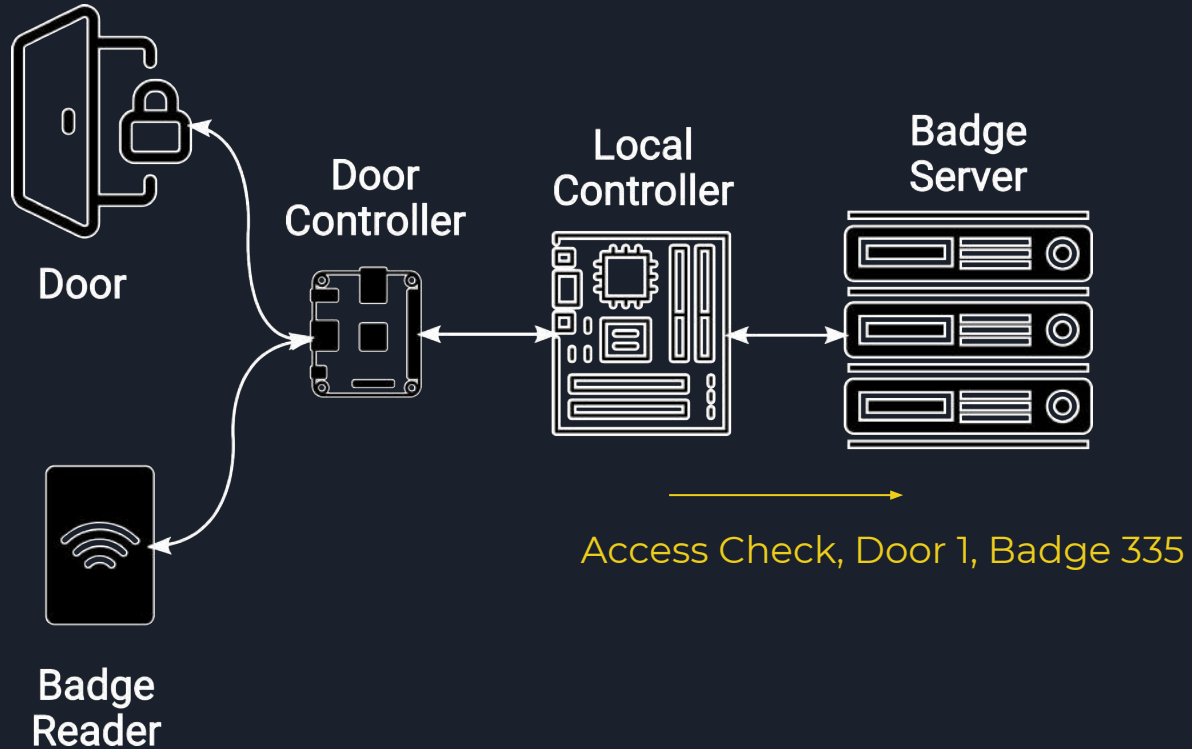 Door
Door
Controller
Local
Controller
Badge
Server
Access Check, Door 1, Badge 335
Badge
Reader